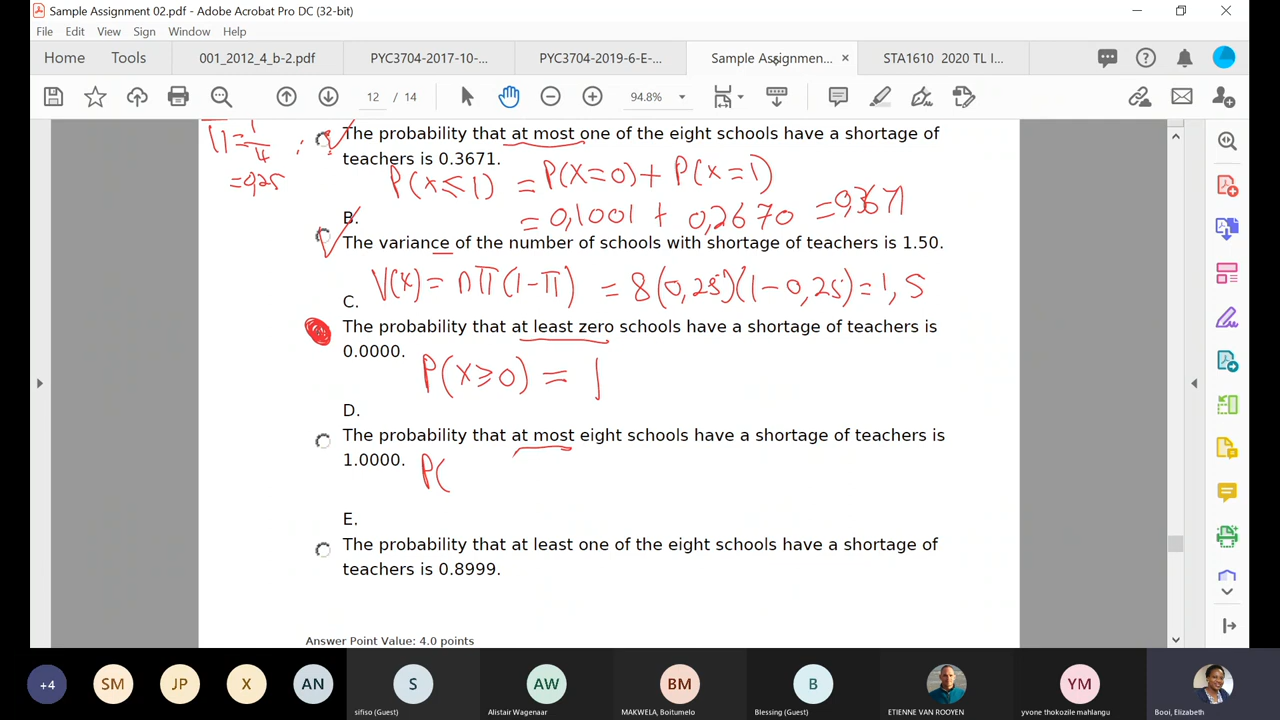 Sample Assignment 02.pdf - Adobe Acrobat Pro DC (32-bit)
File Edit View Sign Window Help
Home Tools 001_2012_4_b-2.pdf PYC3704-2017-10-... PYC3704-2019-6-E-... Sample Assignmen... × STA1610 2020 TL I...
12 / 14 94.8%
π = 1/4 :
= 0,25
The probability that at most one of the eight schools have a shortage of
teachers is 0.3671.
P(X≤1) = P(X=0) + P(X=1)
= 0,1001 + 0,2670 = 0,3671
B.
The variance of the number of schools with shortage of teachers is 1.50.
V(X) = nπ(1-π) = 8(0,25)(1-0,25) = 1,5
C.
The probability that at least zero schools have a shortage of teachers is
0.0000.
P(X≥0) = 1
D.
The probability that at most eight schools have a shortage of teachers is
1.0000.
P(
E.
The probability that at least one of the eight schools have a shortage of
teachers is 0.8999.
Answer Point Value: 4.0 points
+4 SM JP X AN S AW BM B YM
sifiso (Guest) Alistair Wagenaar MAKWELA, Boitumelo Blessing (Guest) ETIENNE VAN ROOYEN yvone thokozile mahlangu Booi, Elizabeth